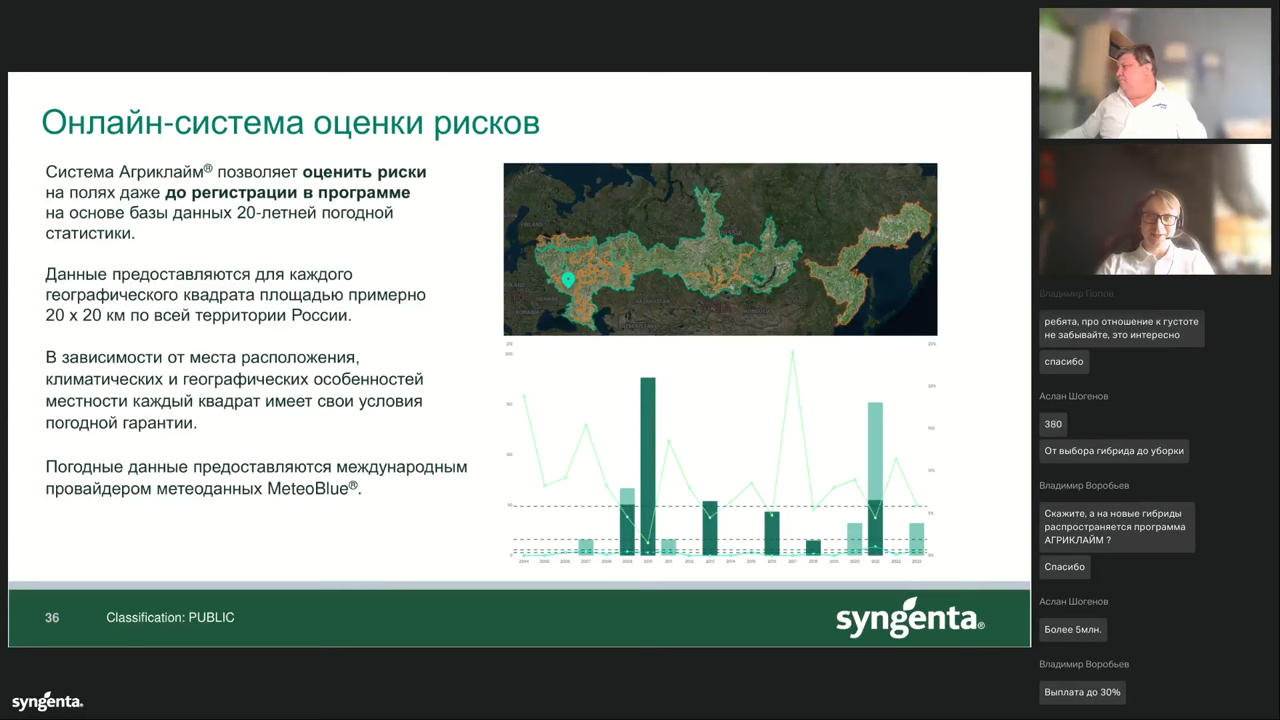 Онлайн-система оценки рисков
Система Агриклайм® позволяет оценить риски
на полях даже до регистрации в программе
на основе базы данных 20-летней погодной
статистики.
Данные предоставляются для каждого
географического квадрата площадью примерно
20 x 20 км по всей территории России.
В зависимости от места расположения,
климатических и географических особенностей
местности каждый квадрат имеет свои условия
погодной гарантии.
Погодные данные предоставляются международным
провайдером метеоданных MeteoBlue®.
36
Classification: PUBLIC
syngenta®
syngenta®
Владимир Попов
ребята, про отношение к густоте
не забывайте, это интересно
спасибо
Аслан Шогенов
380
От выбора гибрида до уборки
Владимир Воробьев
Скажите, а на новые гибриды
распространяется программа
АГРИКЛАЙМ ?
Спасибо
Аслан Шогенов
Более 5млн.
Владимир Воробьев
Выплата до 30%